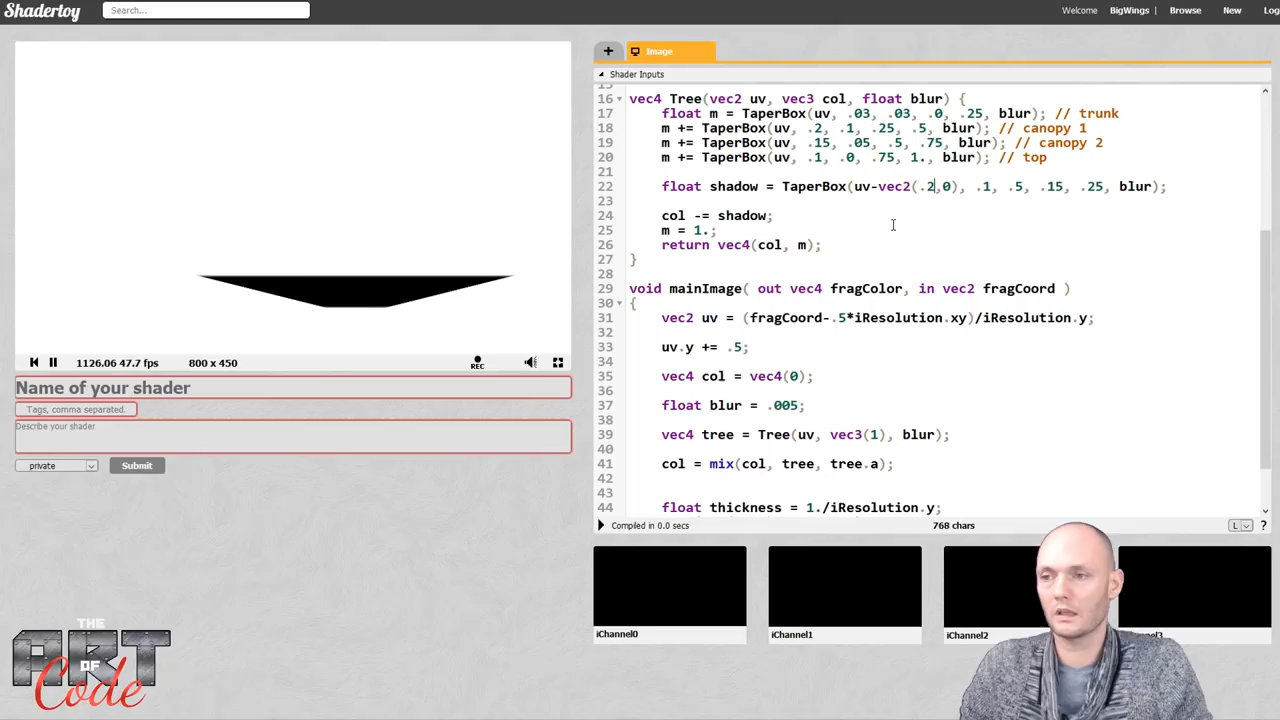 Shadertoy
Search...
Welcome BigWings | Browse New Log
+ Image
Shader Inputs
15
16 vec4 Tree(vec2 uv, vec3 col, float blur) {
17 float m = TaperBox(uv, .03, .03, .0, .25, blur); // trunk
18 m += TaperBox(uv, .2, .1, .25, .5, blur); // canopy 1
19 m += TaperBox(uv, .15, .05, .5, .75, blur); // canopy 2
20 m += TaperBox(uv, .1, .0, .75, 1., blur); // top
21
22 float shadow = TaperBox(uv-vec2(.2,0), .1, .5, .15, .25, blur);
23
24 col -= shadow;
25 m = 1.;
26 return vec4(col, m);
27 }
28
29 void mainImage( out vec4 fragColor, in vec2 fragCoord )
30 {
31 vec2 uv = (fragCoord-.5*iResolution.xy)/iResolution.y;
32
33 uv.y += .5;
34
35 vec4 col = vec4(0);
36
37 float blur = .005;
38
39 vec4 tree = Tree(uv, vec3(1), blur);
40
41 col = mix(col, tree, tree.a);
42
43
44 float thickness = 1./iResolution.y;
1126.06 47.7 fps 800 x 450
REC
Name of your shader
Tags, comma separated.
Describe your shader
private Submit
Compiled in 0.0 secs 768 chars L ?
iChannel0 iChannel1 iChannel2
THE
ART
OF
Code